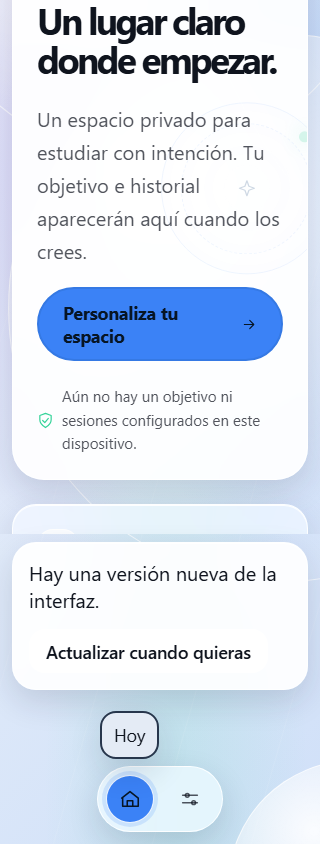 Un lugar claro
donde empezar.
Un espacio privado para
estudiar con intención. Tu
objetivo e historial
aparecerán aquí cuando los
crees.
Personaliza tu
espacio
Aún no hay un objetivo ni
sesiones configurados en este
dispositivo.
Hay una versión nueva de la
interfaz.
Actualizar cuando quieras
Hoy